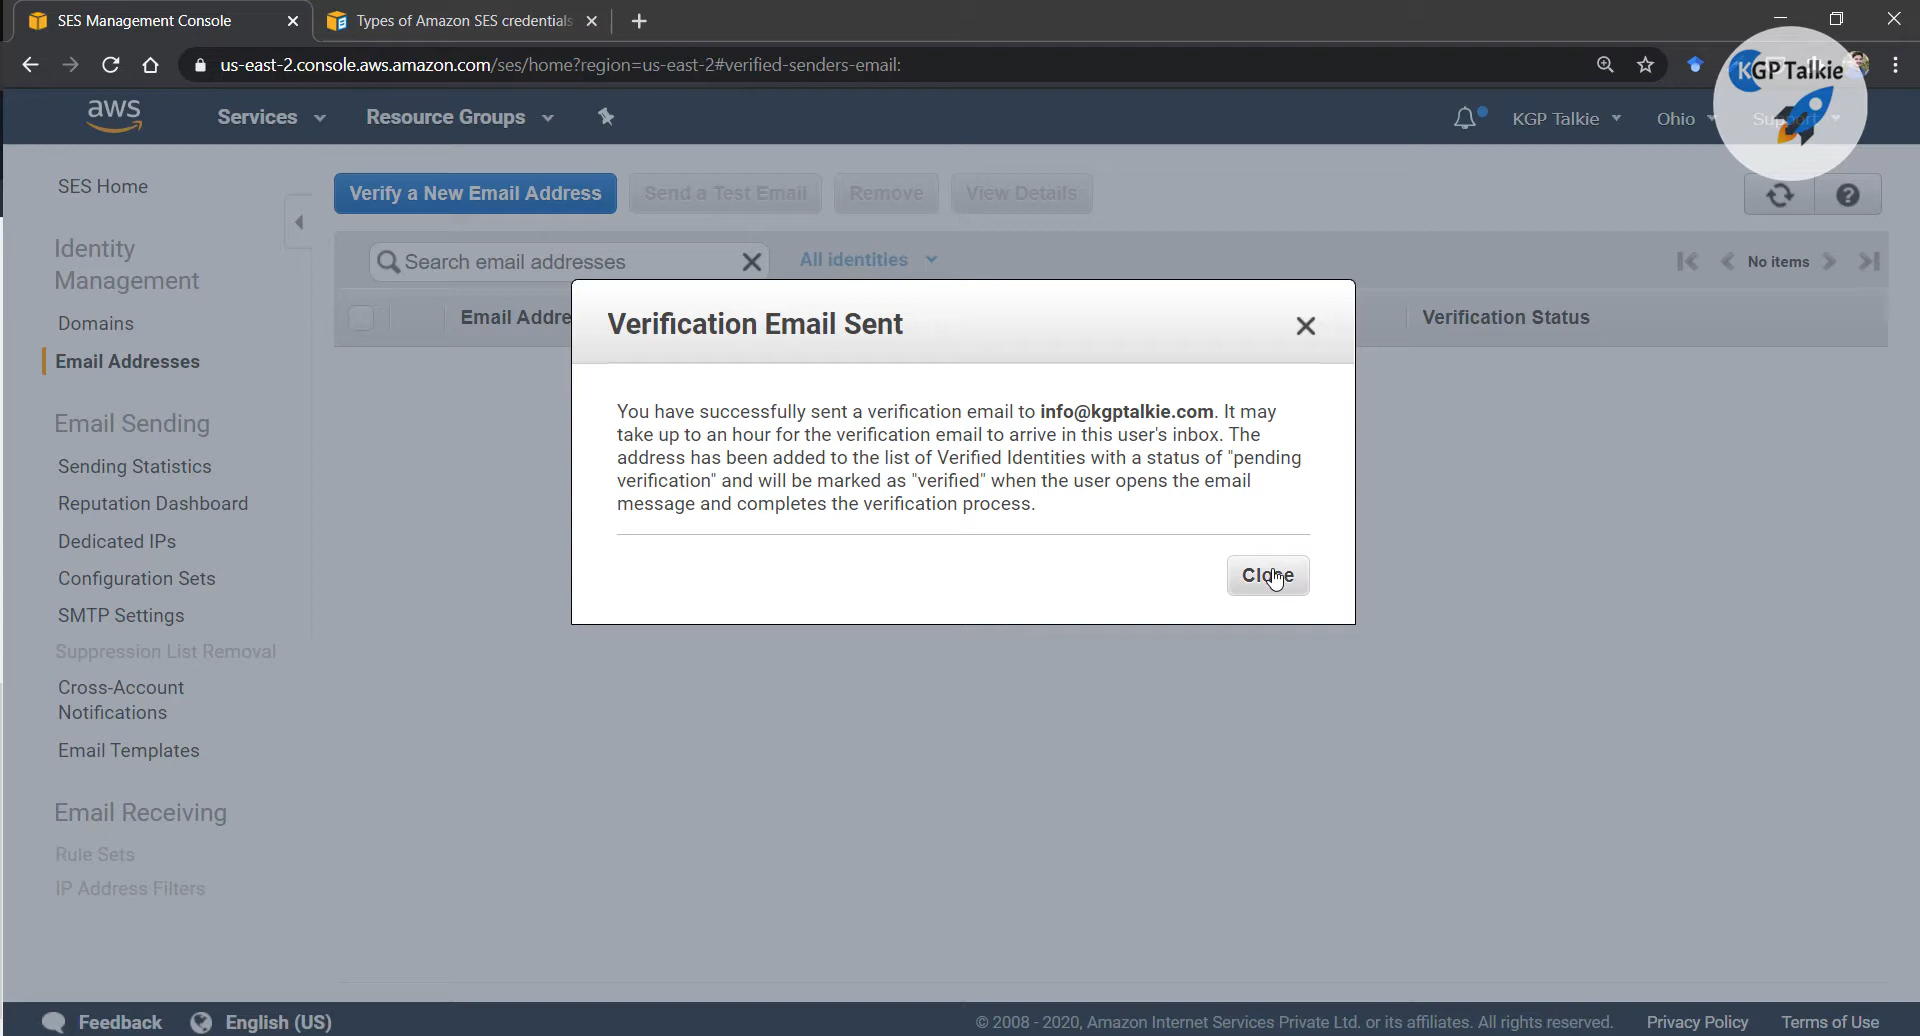 SES Management Console
Types of Amazon SES credentials
us-east-2.console.aws.amazon.com/ses/home?region=us-east-2#verified-senders-email:
KGPTalkie
aws
Services
Resource Groups
KGP Talkie
Ohio
Support
SES Home
Verify a New Email Address
Send a Test Email
Remove
View Details
Identity
Management
Search email addresses
All identities
No items
Domains
Email Addre
Verification Status
Verification Email Sent
Email Addresses
You have successfully sent a verification email to info@kgptalkie.com. It may
take up to an hour for the verification email to arrive in this user's inbox. The
address has been added to the list of Verified Identities with a status of "pending
verification" and will be marked as "verified" when the user opens the email
message and completes the verification process.
Close
Email Sending
Sending Statistics
Reputation Dashboard
Dedicated IPs
Configuration Sets
SMTP Settings
Suppression List Removal
Cross-Account
Notifications
Email Templates
Email Receiving
Rule Sets
IP Address Filters
Feedback
English (US)
© 2008 - 2020, Amazon Internet Services Private Ltd. or its affiliates. All rights reserved.
Privacy Policy
Terms of Use